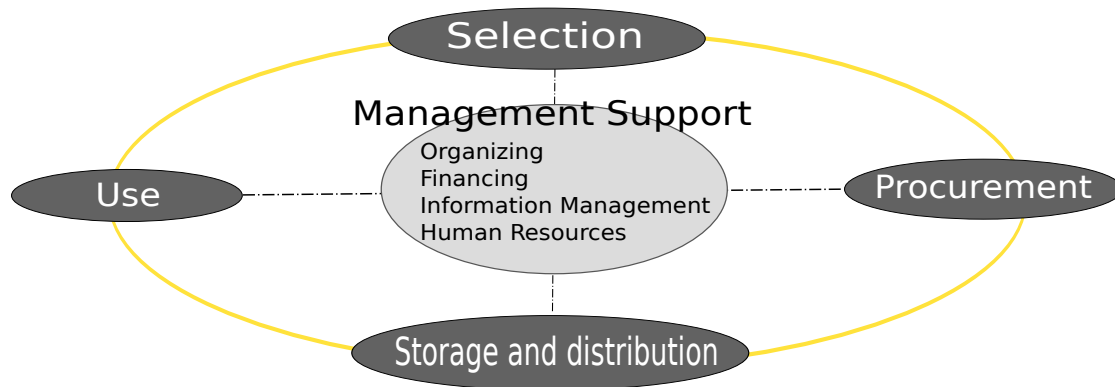 Selection
Management Support
Organizing
Financing
Information Management
Human Resources
Use
Procurement
Storage and distribution